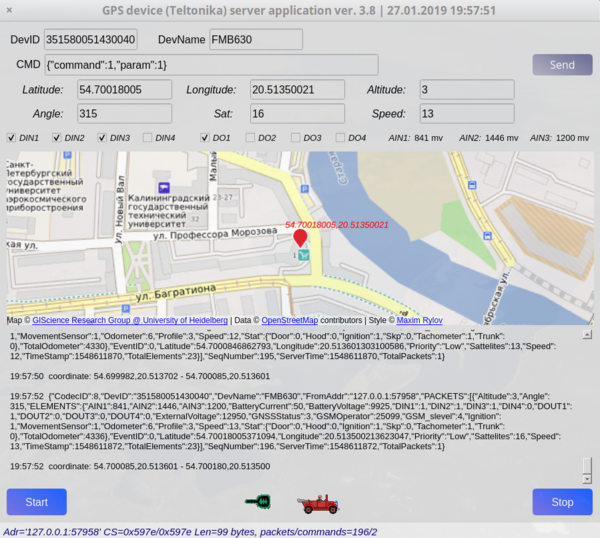 GPS device (Teltonika) server application ver. 3.8 | 27.01.2019 19:57:51
DevID 351580051430040 DevName FMB630
CMD {"command":1,"param":1} Send
Latitude: 54.70018005 Longitude: 20.51350021 Altitude: 3
Angle: 315 Sat: 16 Speed: 13
DIN1 DIN2 DIN3 DIN4 DO1 DO2 DO3 DO4 AIN1: 841 mv AIN2: 1446 mv AIN3: 1200 mv
Санкт-
Петербургский
государственный
университет
аэрокосмического
приборостроения
ул. Новый Вал
Малый
Калининградский
государственный
технический
университет
23-27
32
ул. Профессора Морозова
кая ул.
ул. Багратиона
54.70018005,20.51350021
1
Map © GIScience Research Group @ University of Heidelberg | Data © OpenStreetMap contributors | Style © Maxim Rylov
1,"MovementSensor":1,"Odometer":6,"Profile":3,"Speed":12,"Stat":{"Door":0,"Hood":0,"Ignition":1,"Skp":0,"Tachometer":1,"Trunk":
0},"TotalOdometer":4330},"EventID":0,"Latitude":54.7000846862793,"Longitude":20.513601303100586,"Priority":"Low","Sattelites":13,"Speed":
12,"TimeStamp":1548611870,"TotalElements":23}],"SeqNumber":195,"ServerTime":1548611870,"TotalPackets":1}
19:57:50 coordinate: 54.699982,20.513702 - 54.700085,20.513601
19:57:52 {"CodecID":8,"DevID":"351580051430040","DevName":"FMB630","FromAddr":"127.0.0.1:57958","PACKETS":[{"Altitude":3,"Angle":
315,"ELEMENTS":{"AIN1":841,"AIN2":1446,"AIN3":1200,"BatteryCurrent":50,"BatteryVoltage":9925,"DIN1":1,"DIN2":1,"DIN3":1,"DIN4":0,"DOUT1":
1,"DOUT2":0,"DOUT3":0,"DOUT4":0,"ExternalVoltage":12950,"GNSSStatus":3,"GSMOperator":25099,"GSM_slevel":4,"Ignition":
1,"MovementSensor":1,"Odometer":6,"Profile":3,"Speed":13,"Stat":{"Door":0,"Hood":0,"Ignition":1,"Skp":0,"Tachometer":1,"Trunk":
0},"TotalOdometer":4336},"EventID":0,"Latitude":54.70018005371094,"Longitude":20.513500213623047,"Priority":"Low","Sattelites":16,"Speed":
13,"TimeStamp":1548611872,"TotalElements":23}],"SeqNumber":196,"ServerTime":1548611872,"TotalPackets":1}
19:57:52 coordinate: 54.700085,20.513601 - 54.700180,20.513500
Start Stop
Adr='127.0.0.1:57958' CS=0x597e/0x597e Len=99 bytes, packets/commands=196/2